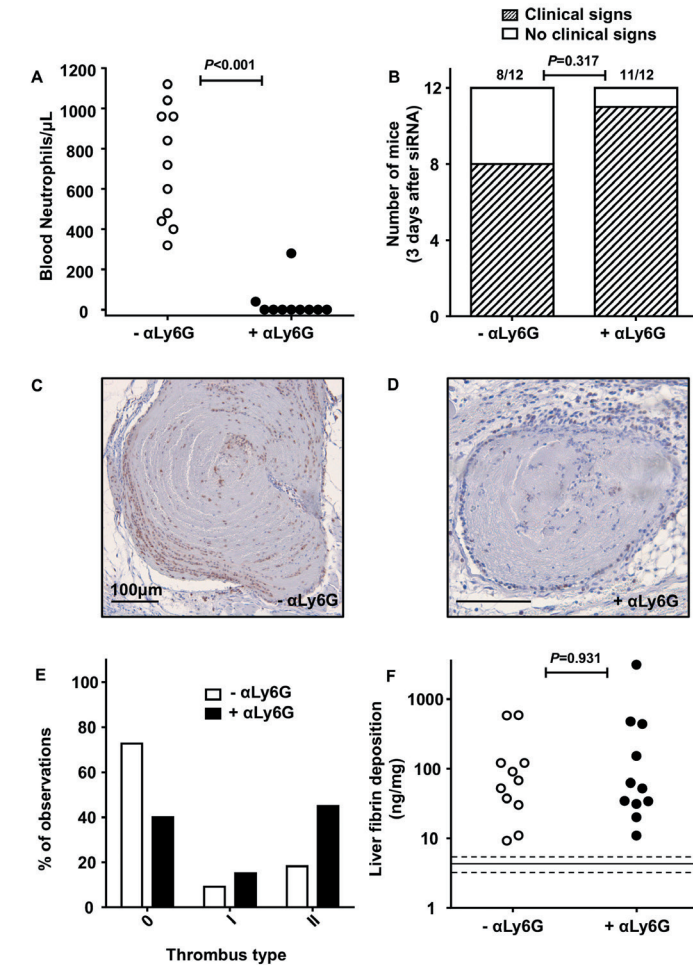 Clinical signs
No clinical signs
A
P<0.001
1200
1000
800
600
400
200
0
Blood Neutrophils/µL
- αLy6G
+ αLy6G
B
P=0.317
8/12
11/12
12
8
4
0
Number of mice
(3 days after siRNA)
- αLy6G
+ αLy6G
C
100µm
- αLy6G
D
+ αLy6G
E
- αLy6G
+ αLy6G
100
80
60
40
20
0
% of observations
0
I
II
Thrombus type
F
P=0.931
1000
100
10
1
Liver fibrin deposition
(ng/mg)
- αLy6G
+ αLy6G